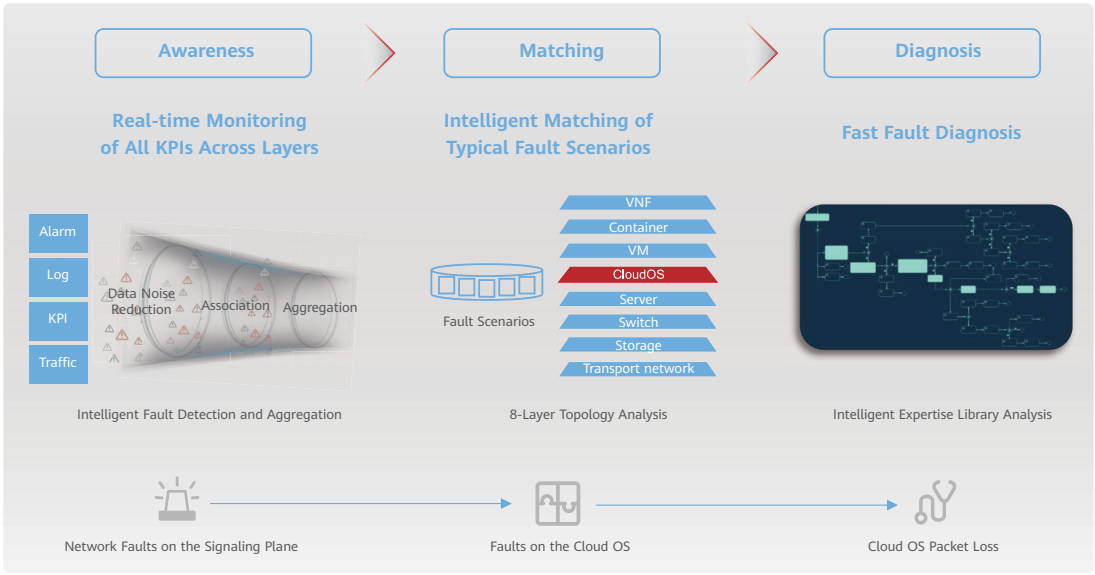 Awareness
Matching
Diagnosis
Real-time Monitoring
of All KPIs Across Layers
Intelligent Matching of
Typical Fault Scenarios
Fast Fault Diagnosis
Alarm
Log
KPI
Traffic
Data Noise
Reduction
Association
Aggregation
Fault Scenarios
VNF
Container
VM
CloudOS
Server
Switch
Storage
Transport network
Intelligent Fault Detection and Aggregation
8-Layer Topology Analysis
Intelligent Expertise Library Analysis
Network Faults on the Signaling Plane
Faults on the Cloud OS
Cloud OS Packet Loss